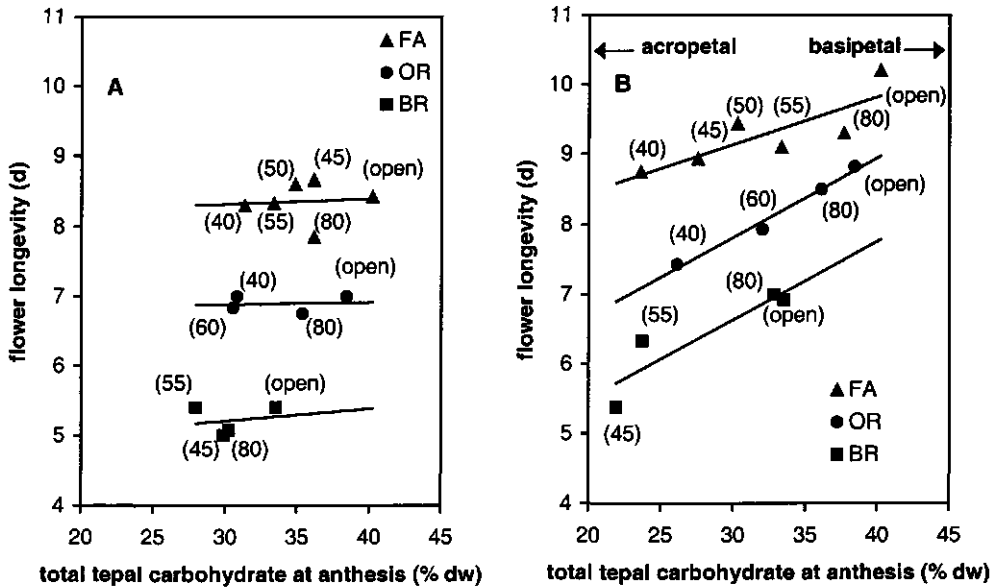 11
10
9
8
7
6
5
4
flower longevity (d)
A
▲ FA
● OR
■ BR
(50)
(45)
(open)
(40)
(55)
(80)
(40)
(open)
(60)
(80)
(55)
(open)
(45)
(80)
20
25
30
35
40
45
total tepal carbohydrate at anthesis (% dw)
11
10
9
8
7
6
5
4
flower longevity (d)
acropetal
basipetal
B
(50)
(55)
(45)
(40)
(80)
(open)
(60)
(40)
(80)
(open)
(80)
(open)
(55)
(45)
▲ FA
● OR
■ BR
20
25
30
35
40
45
total tepal carbohydrate at anthesis (% dw)